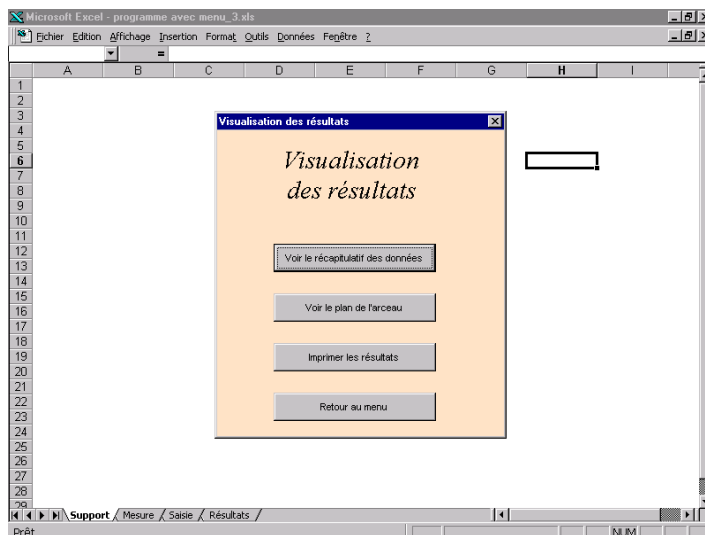 Microsoft Excel - programme avec menu_3.xls
Fichier Edition Affichage Insertion Format Outils Données Fenêtre ?
=
A B C D E F G H I
1
2
3
Visualisation des résultats
4
5
Visualisation
6
7
des résultats
8
9
10
11
12
Voir le récapitulatif des données
13
14
15
Voir le plan de l'arceau
16
17
18
19
Imprimer les résultats
20
21
22
Retour au menu
23
24
25
26
27
28
29
Support Mesure Saisie Résultats
Prêt NUM